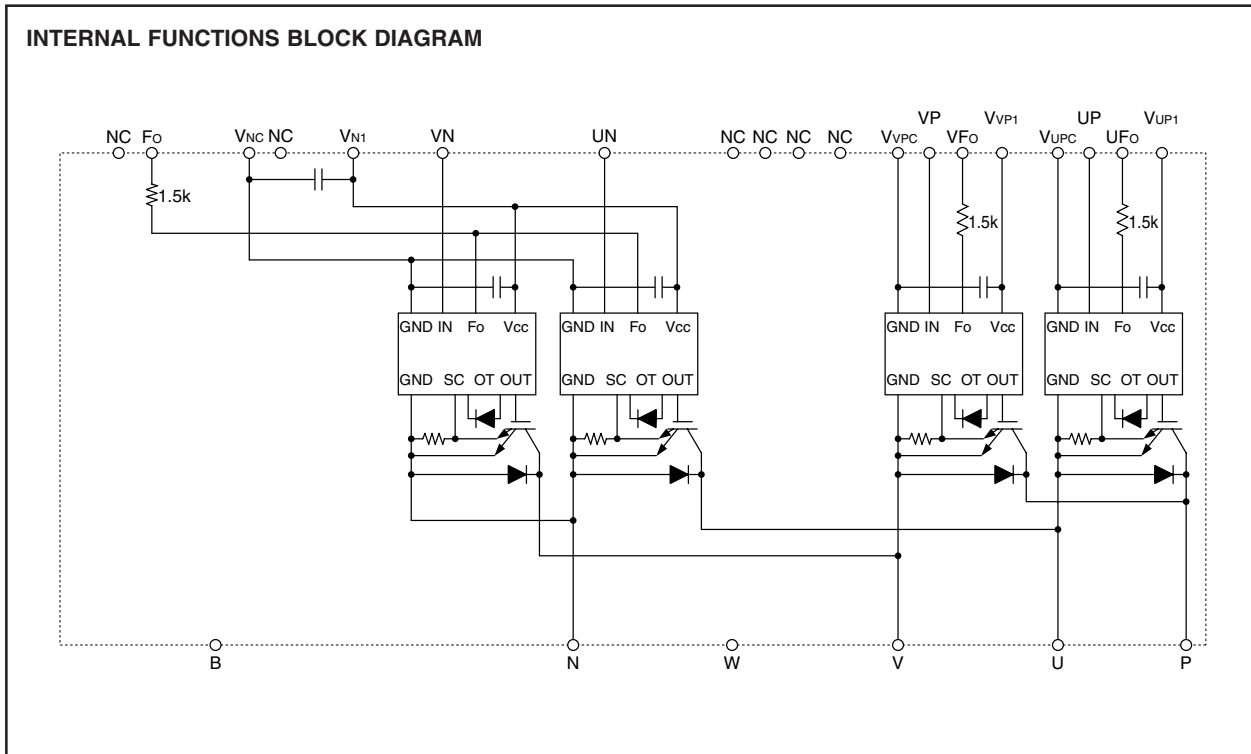 INTERNAL FUNCTIONS BLOCK DIAGRAM
VP VVP1 UP VUP1
NC FO VNC NC VN1 VN UN NC NC NC NC VVPC VFO VUPC UFO
1.5k 1.5k 1.5k
GND IN Fo Vcc GND IN Fo Vcc GND IN Fo Vcc GND IN Fo Vcc
GND SC OT OUT GND SC OT OUT GND SC OT OUT GND SC OT OUT
B N W V U P